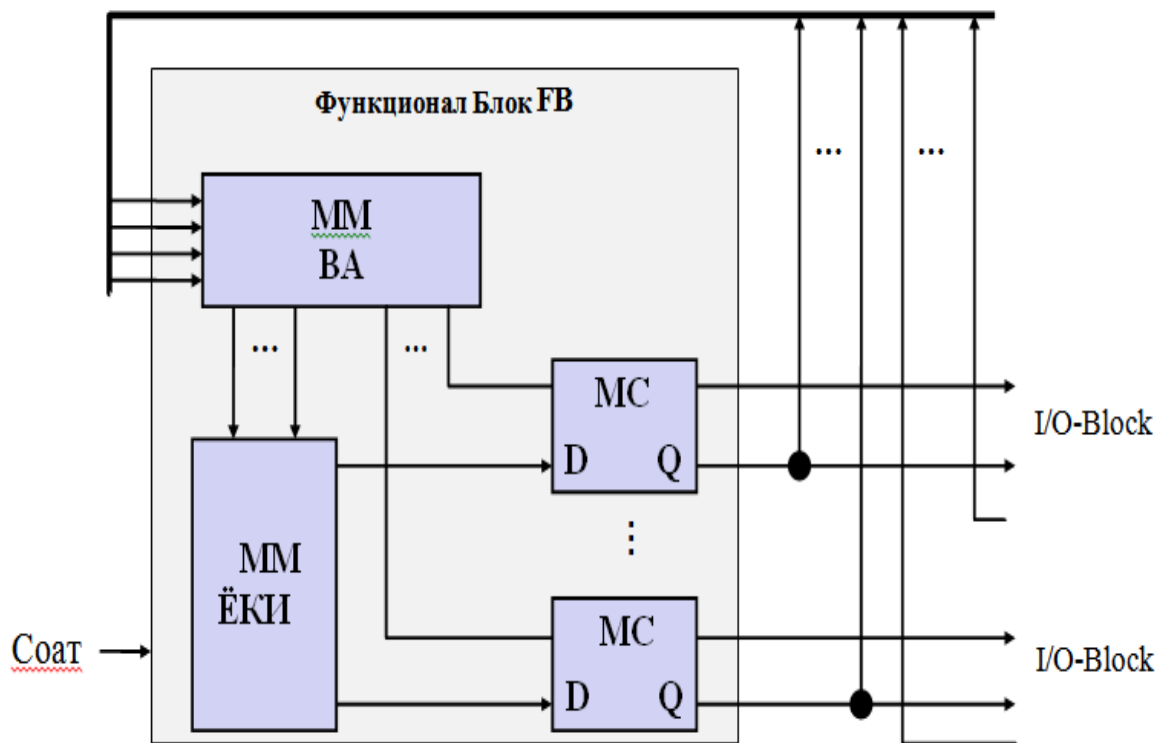 Функционал Блок FB
...
...
ММ
ВА
...
...
МС
D Q
I/O-Block
⋮
ММ
ЁКИ
МС
D Q
I/O-Block
Соат